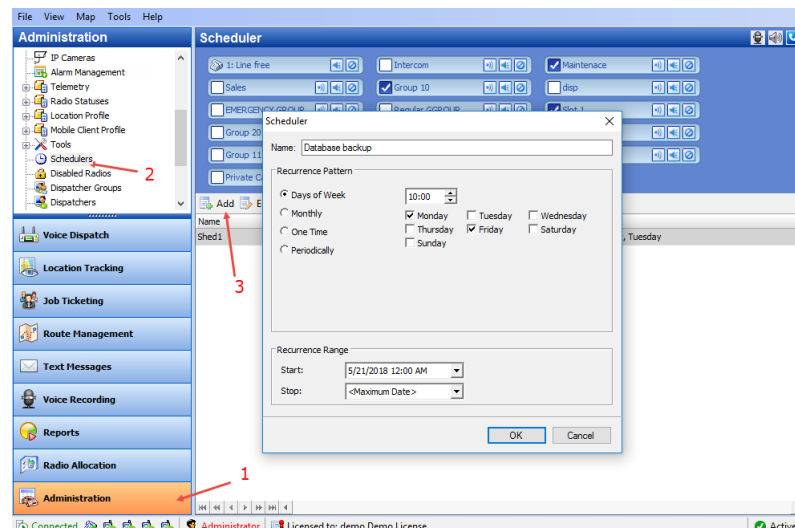 File View Map Tools Help
Administration
Scheduler
IP Cameras
Alarm Management
Telemetry
Radio Statuses
Location Profile
Mobile Client Profile
Tools
Schedulers
Disabled Radios
Dispatcher Groups
Dispatchers
2
1: Line free
Intercom
Maintenace
Sales
Group 10
disp
EMERGENCY GROUP
Regular GGROUP
Slot 1
Group 20
Group 11
Private C
Add E
Name
Shed1
, Tuesday
3
Scheduler
Name: Database backup
Recurrence Pattern
Days of Week 10:00
Monthly
One Time
Periodically
Monday Tuesday Wednesday
Thursday Friday Saturday
Sunday
Recurrence Range
Start: 5/21/2018 12:00 AM
Stop: <Maximum Date>
OK Cancel
Voice Dispatch
Location Tracking
Job Ticketing
Route Management
Text Messages
Voice Recording
Reports
Radio Allocation
Administration
1
Connected Administrator Licensed to: demo Demo License Active